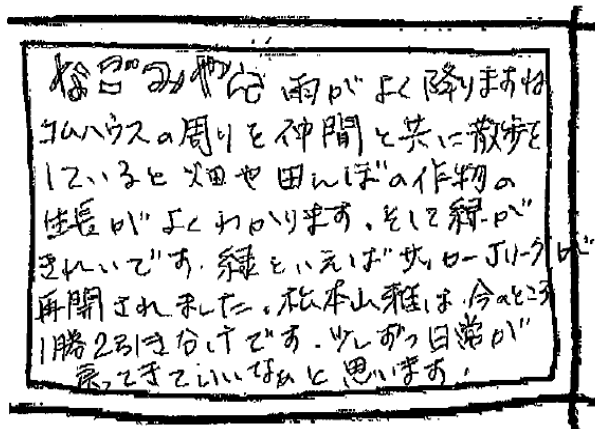 なごみやから 雨がよく降りますね
コムハウスの周りを仲間と共に散歩を
していると畑や田んぼの作物の
生長がよくわかります。そして緑が
きれいです。緑といえばサッカーJリーグが
再開されました。松本山雅は、今のところ
1勝2引き分けです。少しずつ日常が
戻ってきていいなぁと思います。